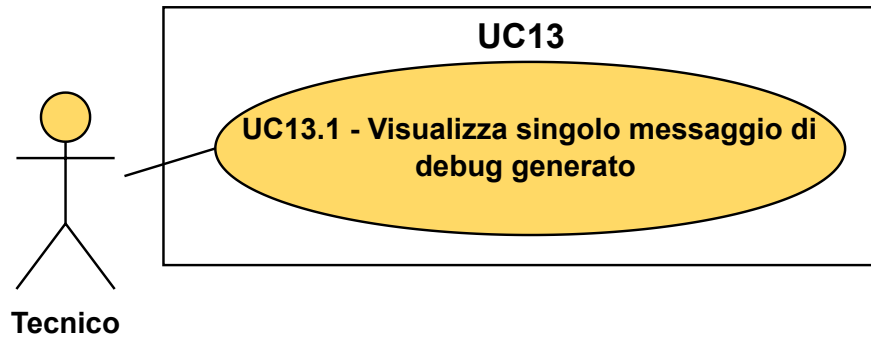 UC13
UC13.1 - Visualizza singolo messaggio di
debug generato
Tecnico